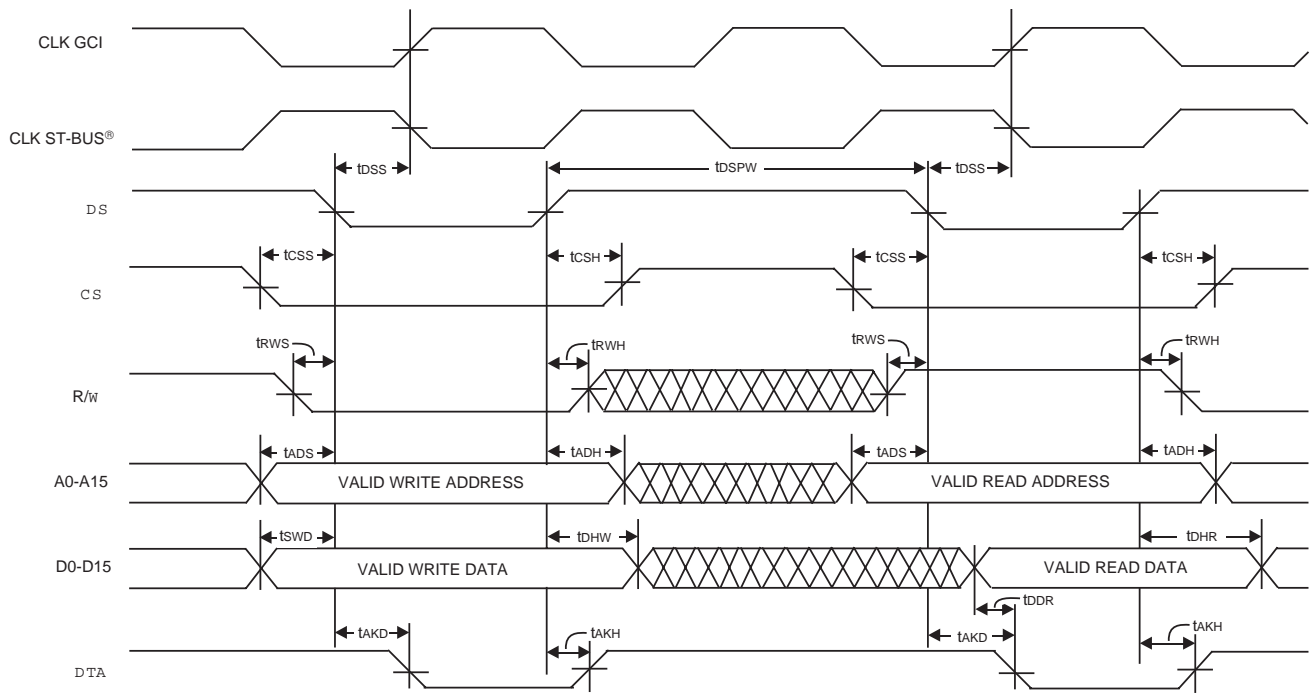 CLK GCI
CLK ST-BUS®
tDSS tDSPW tDSS
DS
tCSS tCSH tCSS tCSH
CS
tRWS tRWH tRWS tRWH
R/W
tADS tADH tADS tADH
A0-A15 VALID WRITE ADDRESS VALID READ ADDRESS
tSWD tDHW tDHR
D0-D15 VALID WRITE DATA VALID READ DATA
tDDR
tAKD tAKH tAKD tAKH
DTA